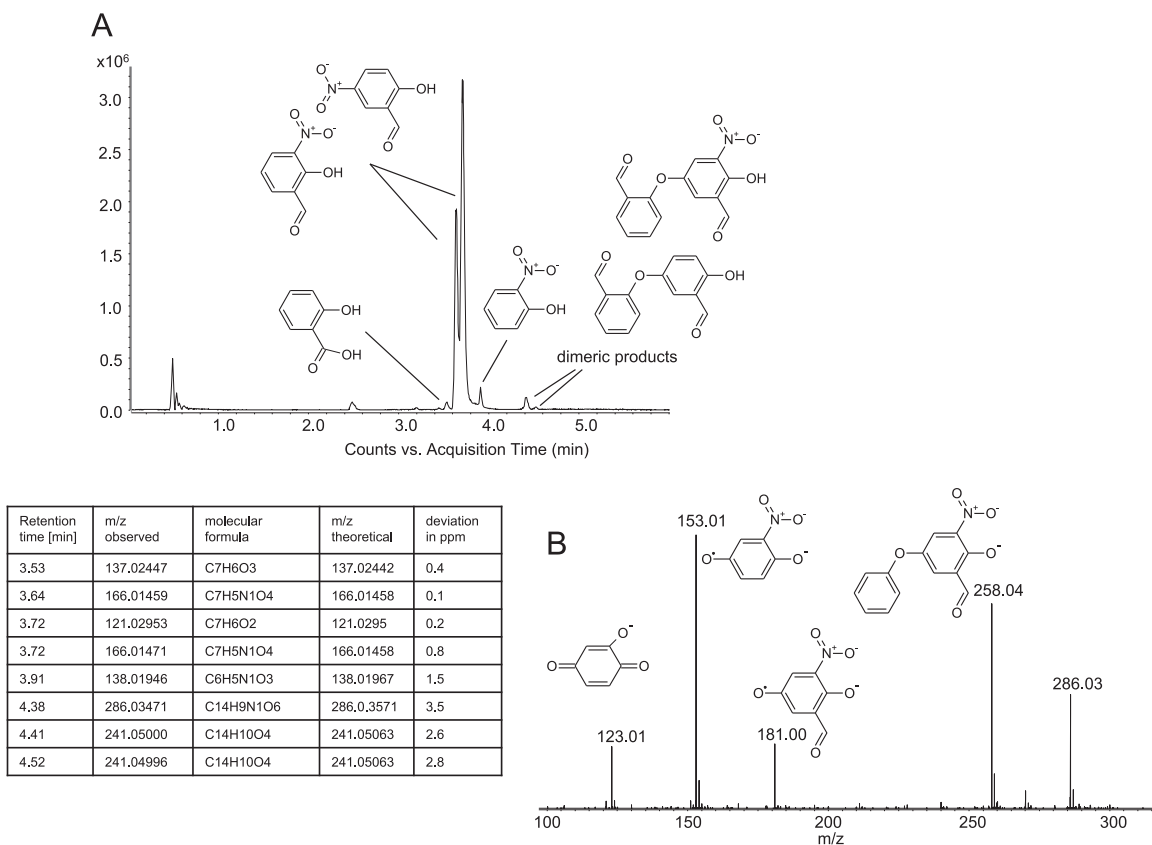 A
x10⁶
3.0
2.5
2.0
1.5
1.0
0.5
0.0
1.0 2.0 3.0 4.0 5.0
Counts vs. Acquisition Time (min)
O⁻
N⁺
O
OH
O
O
N⁺ O⁻
OH
O
OH
O OH
O
N⁺ O⁻
OH
O
N⁺ O⁻
O
O
OH
O
O
O
OH
O
dimeric products
Retention time [min] m/z observed molecular formula m/z theoretical deviation in ppm
3.53 137.02447 C7H6O3 137.02442 0.4
3.64 166.01459 C7H5N1O4 166.01458 0.1
3.72 121.02953 C7H6O2 121.0295 0.2
3.72 166.01471 C7H5N1O4 166.01458 0.8
3.91 138.01946 C6H5N1O3 138.01967 1.5
4.38 286.03471 C14H9N1O6 286.0.3571 3.5
4.41 241.05000 C14H10O4 241.05063 2.6
4.52 241.04996 C14H10O4 241.05063 2.8
B
123.01
153.01
181.00
258.04
286.03
O⁻
O O
O
N⁺ O⁻
O• O⁻
O
N⁺ O⁻
O• O⁻
O
O
N⁺ O⁻
O O⁻
O
100 150 200 250 300
m/z